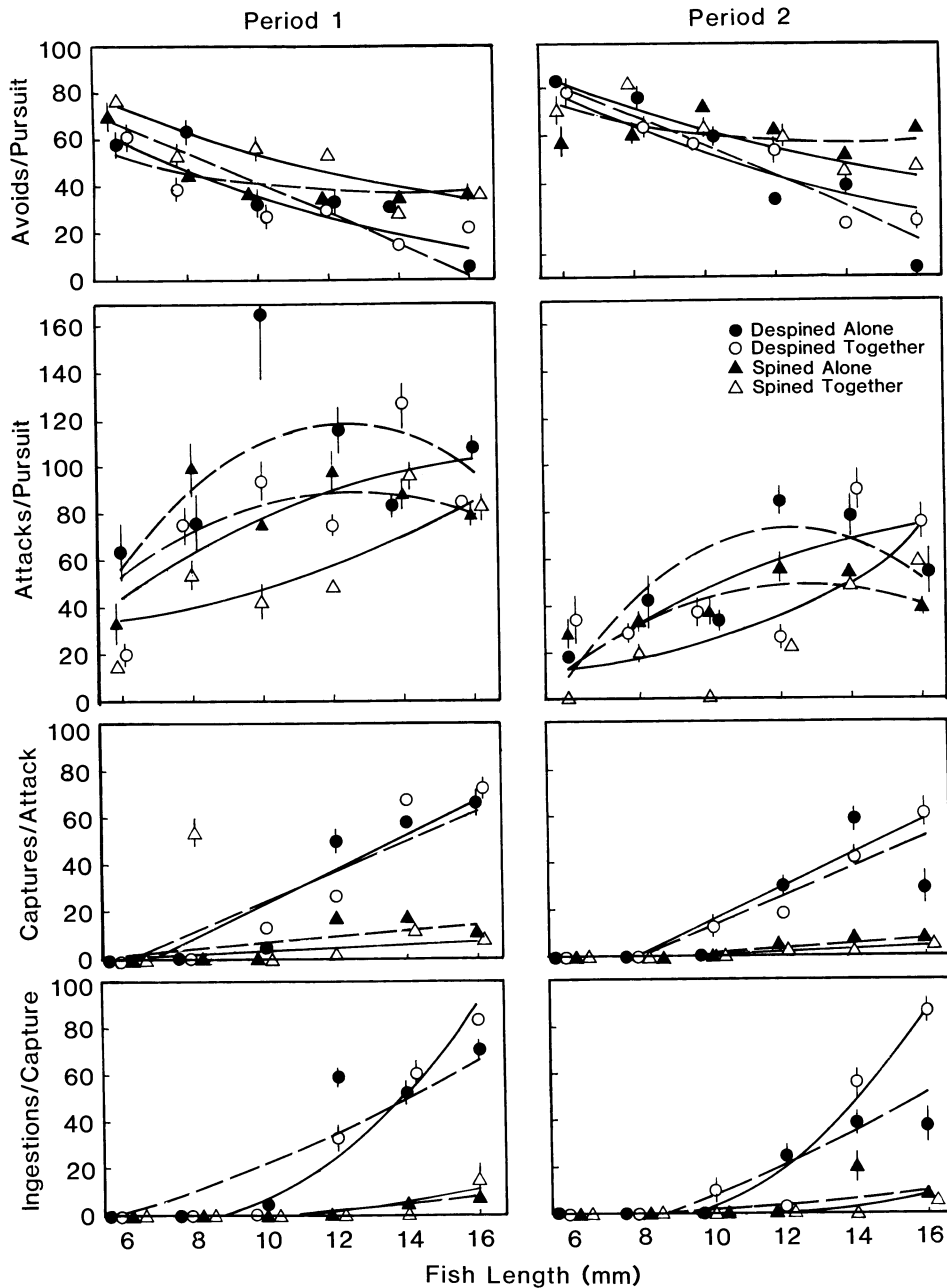 Period 1
Period 2
Avoids/Pursuit
100
80
60
40
20
0
Attacks/Pursuit
160
140
120
100
80
60
40
20
0
Despined Alone
Despined Together
Spined Alone
Spined Together
Captures/Attack
100
80
60
40
20
0
Ingestions/Capture
100
80
60
40
20
0
6 8 10 12 14 16
6 8 10 12 14 16
Fish Length (mm)